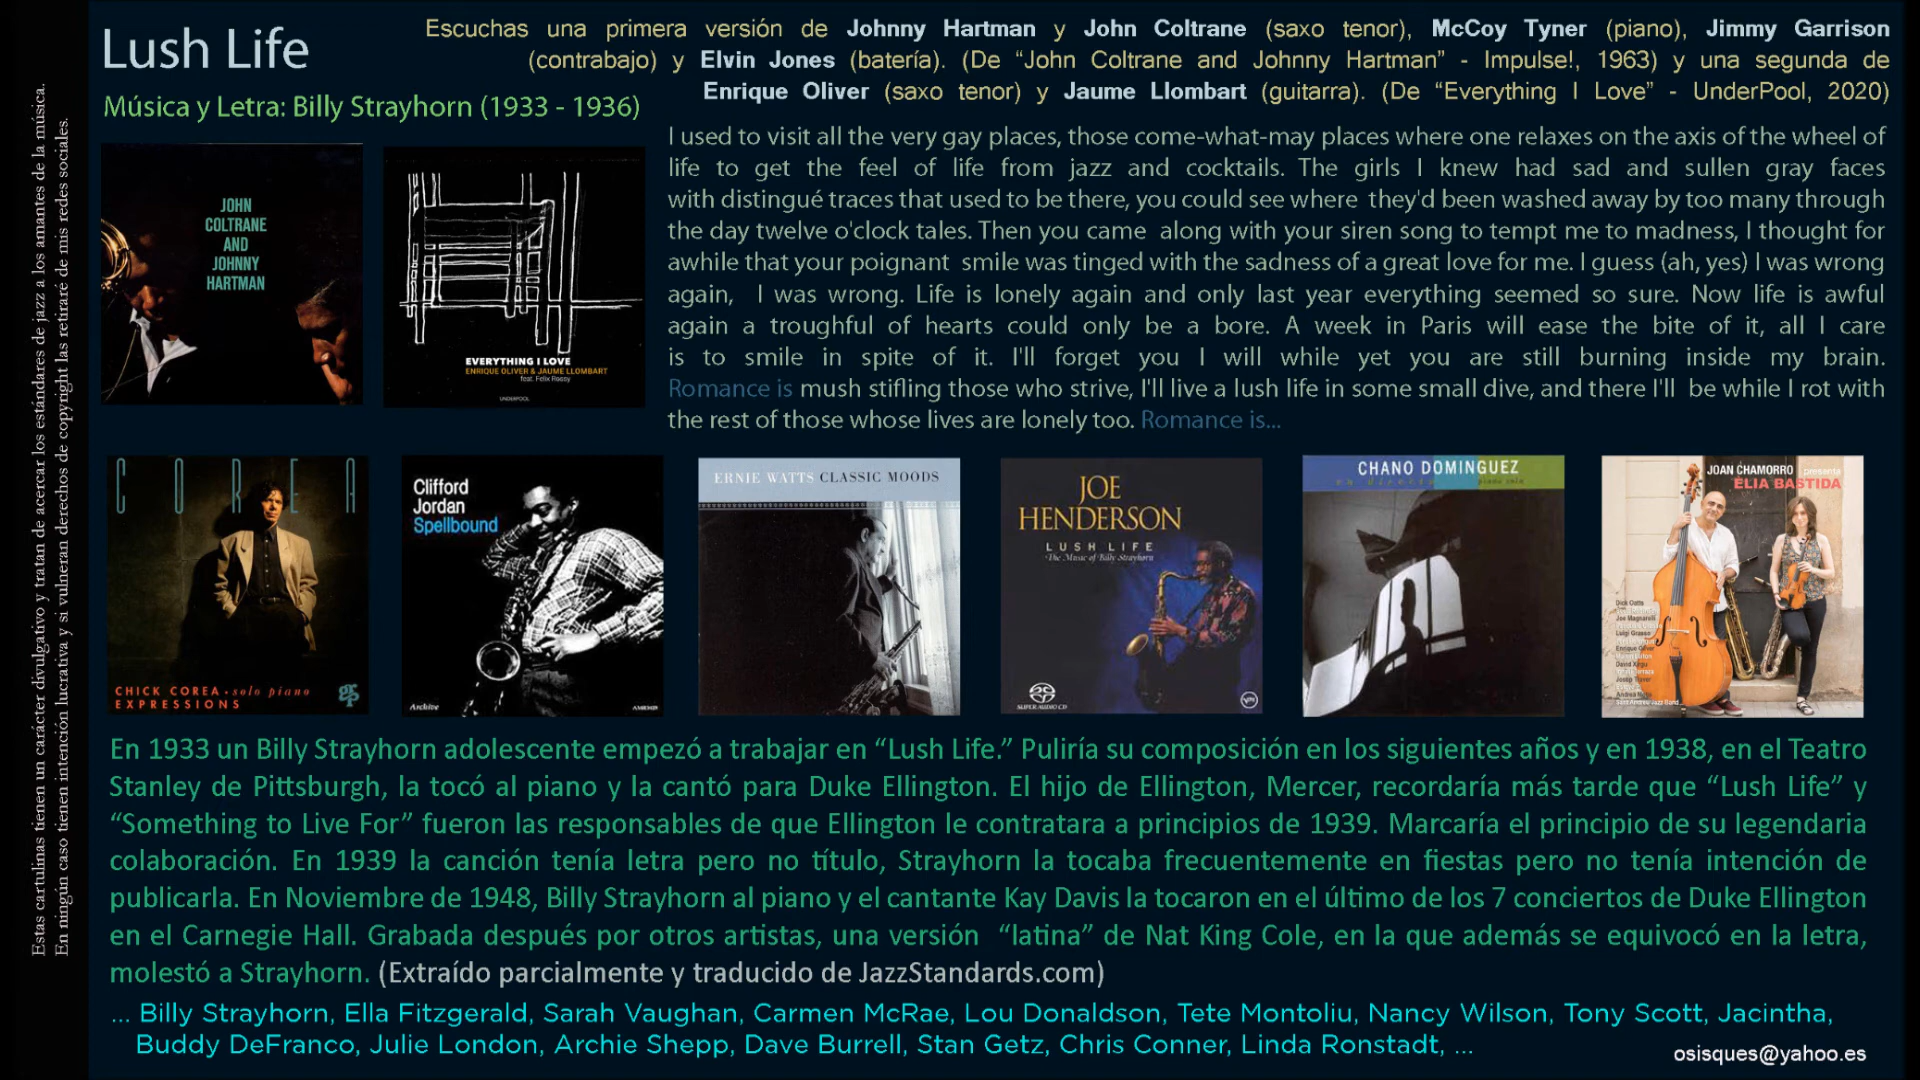 Lush Life
Música y Letra: Billy Strayhorn (1933 - 1936)
Escuchas una primera versión de Johnny Hartman y John Coltrane (saxo tenor), McCoy Tyner (piano), Jimmy Garrison
(contrabajo) y Elvin Jones (batería). (De “John Coltrane and Johnny Hartman” - Impulse!, 1963) y una segunda de
Enrique Oliver (saxo tenor) y Jaume Llombart (guitarra). (De “Everything I Love” - UnderPool, 2020)
Estas cartulinas tienen un carácter divulgativo y tratan de acercar los estándares de jazz a los amantes de la música.
En ningún caso tienen intención lucrativa y si vulneran derechos de copyright las retiraré de mis redes sociales.
JOHN
COLTRANE
AND
JOHNNY
HARTMAN
EVERYTHING I LOVE
ENRIQUE OLIVER & JAUME LLOMBART
feat. Felix Rossy
UNDERPOOL
I used to visit all the very gay places, those come-what-may places where one relaxes on the axis of the wheel of
life to get the feel of life from jazz and cocktails. The girls I knew had sad and sullen gray faces
with distingué traces that used to be there, you could see where they'd been washed away by too many through
the day twelve o'clock tales. Then you came along with your siren song to tempt me to madness, I thought for
awhile that your poignant smile was tinged with the sadness of a great love for me. I guess (ah, yes) I was wrong
again, I was wrong. Life is lonely again and only last year everything seemed so sure. Now life is awful
again a troughful of hearts could only be a bore. A week in Paris will ease the bite of it, all I care
is to smile in spite of it. I'll forget you I will while yet you are still burning inside my brain.
Romance is mush stifling those who strive, I'll live a lush life in some small dive, and there I'll be while I rot with
the rest of those whose lives are lonely too. Romance is...
COREA
CHICK COREA • solo piano
EXPRESSIONS
Clifford
Jordan
Spellbound
Archive
ERNIE WATTS CLASSIC MOODS
JOE
HENDERSON
LUSH LIFE
The Music of Billy Strayhorn
SUPER AUDIO CD
CHANO DOMINGUEZ
en directo piano solo
JOAN CHAMORRO presenta
ÈLIA BASTIDA
Dick Oatts
Joe Magnarelli
Luigi Grasso
Enrique Oliver
David Xirgu
Josep Traver
En 1933 un Billy Strayhorn adolescente empezó a trabajar en “Lush Life.” Puliría su composición en los siguientes años y en 1938, en el Teatro
Stanley de Pittsburgh, la tocó al piano y la cantó para Duke Ellington. El hijo de Ellington, Mercer, recordaría más tarde que “Lush Life” y
“Something to Live For” fueron las responsables de que Ellington le contratara a principios de 1939. Marcaría el principio de su legendaria
colaboración. En 1939 la canción tenía letra pero no título, Strayhorn la tocaba frecuentemente en fiestas pero no tenía intención de
publicarla. En Noviembre de 1948, Billy Strayhorn al piano y el cantante Kay Davis la tocaron en el último de los 7 conciertos de Duke Ellington
en el Carnegie Hall. Grabada después por otros artistas, una versión “latina” de Nat King Cole, en la que además se equivocó en la letra,
molestó a Strayhorn. (Extraído parcialmente y traducido de JazzStandards.com)
... Billy Strayhorn, Ella Fitzgerald, Sarah Vaughan, Carmen McRae, Lou Donaldson, Tete Montoliu, Nancy Wilson, Tony Scott, Jacintha,
Buddy DeFranco, Julie London, Archie Shepp, Dave Burrell, Stan Getz, Chris Conner, Linda Ronstadt, ...
osisques@yahoo.es